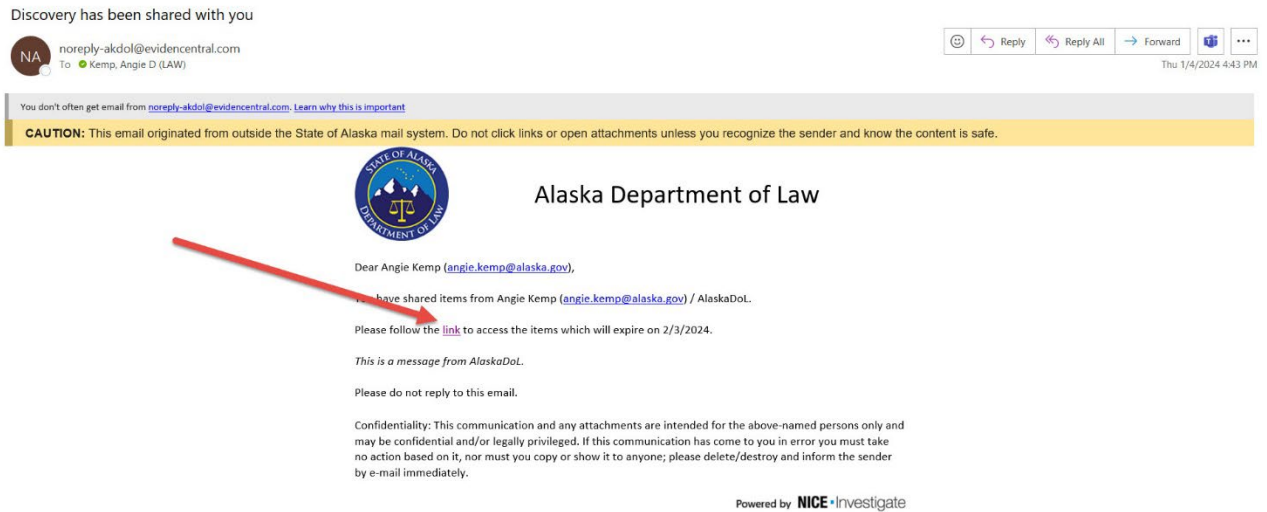 Discovery has been shared with you
NA
noreply-akdol@evidencentral.com
To Kemp, Angie D (LAW)
Reply Reply All Forward
Thu 1/4/2024 4:43 PM
You don't often get email from noreply-akdol@evidencentral.com. Learn why this is important
CAUTION: This email originated from outside the State of Alaska mail system. Do not click links or open attachments unless you recognize the sender and know the content is safe.
STATE OF ALASKA
DEPARTMENT OF LAW
Alaska Department of Law
Dear Angie Kemp (angie.kemp@alaska.gov),
have shared items from Angie Kemp (angie.kemp@alaska.gov) / AlaskaDoL.
Please follow the link to access the items which will expire on 2/3/2024.
This is a message from AlaskaDoL.
Please do not reply to this email.
Confidentiality: This communication and any attachments are intended for the above-named persons only and
may be confidential and/or legally privileged. If this communication has come to you in error you must take
no action based on it, nor must you copy or show it to anyone; please delete/destroy and inform the sender
by e-mail immediately.
Powered by NICE Investigate